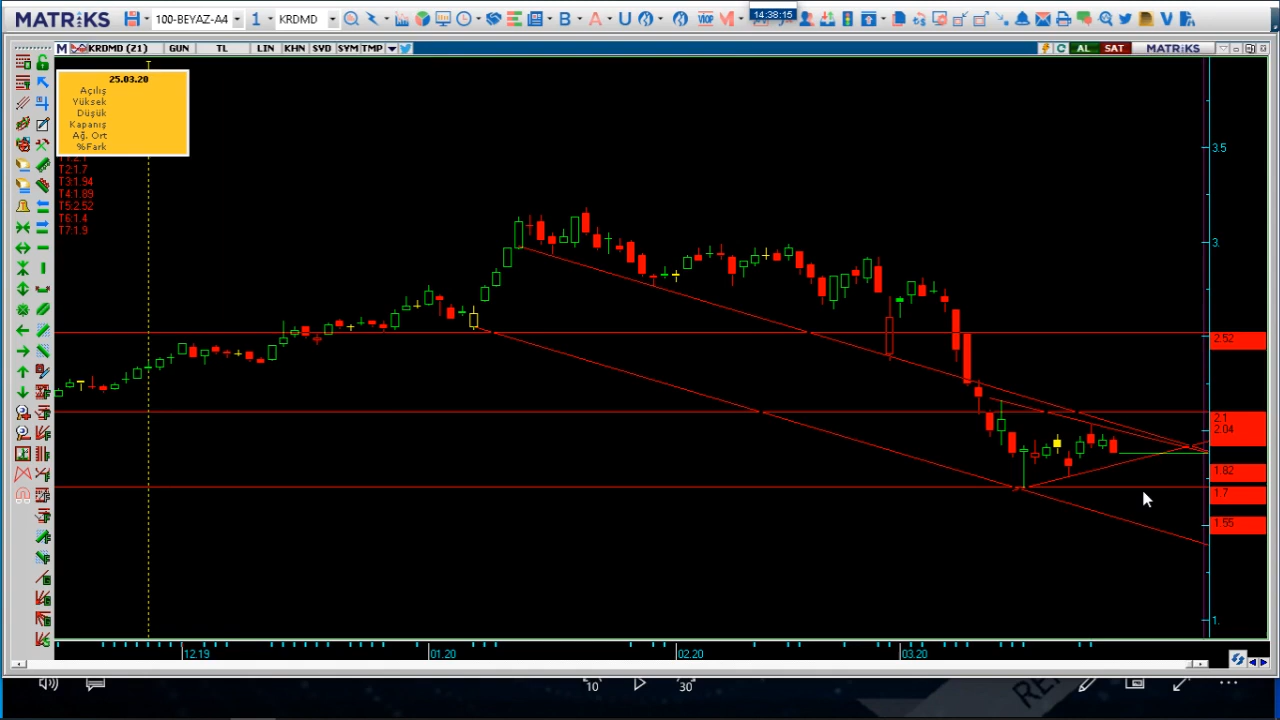 14:38:15
MATRiKS 100-BEYAZ-A4 1 KRDMD B A U VIOP M V
M KRDMD (21) GUN TL LIN KHN SVD SYM TMP AL SAT MATRiKS
25.03.20
Açılış
Yüksek
Düşük
Kapanış
Ağ. Ort
%Fark
T2:1.7
T3:1.94
T4:1.89
T5:2.52
T6:1.4
T7:1.9
3.5
3.
2.52
2.1
2.04
1.82
1.7
1.55
1.
12.19 01.20 02.20 03.20
10 30